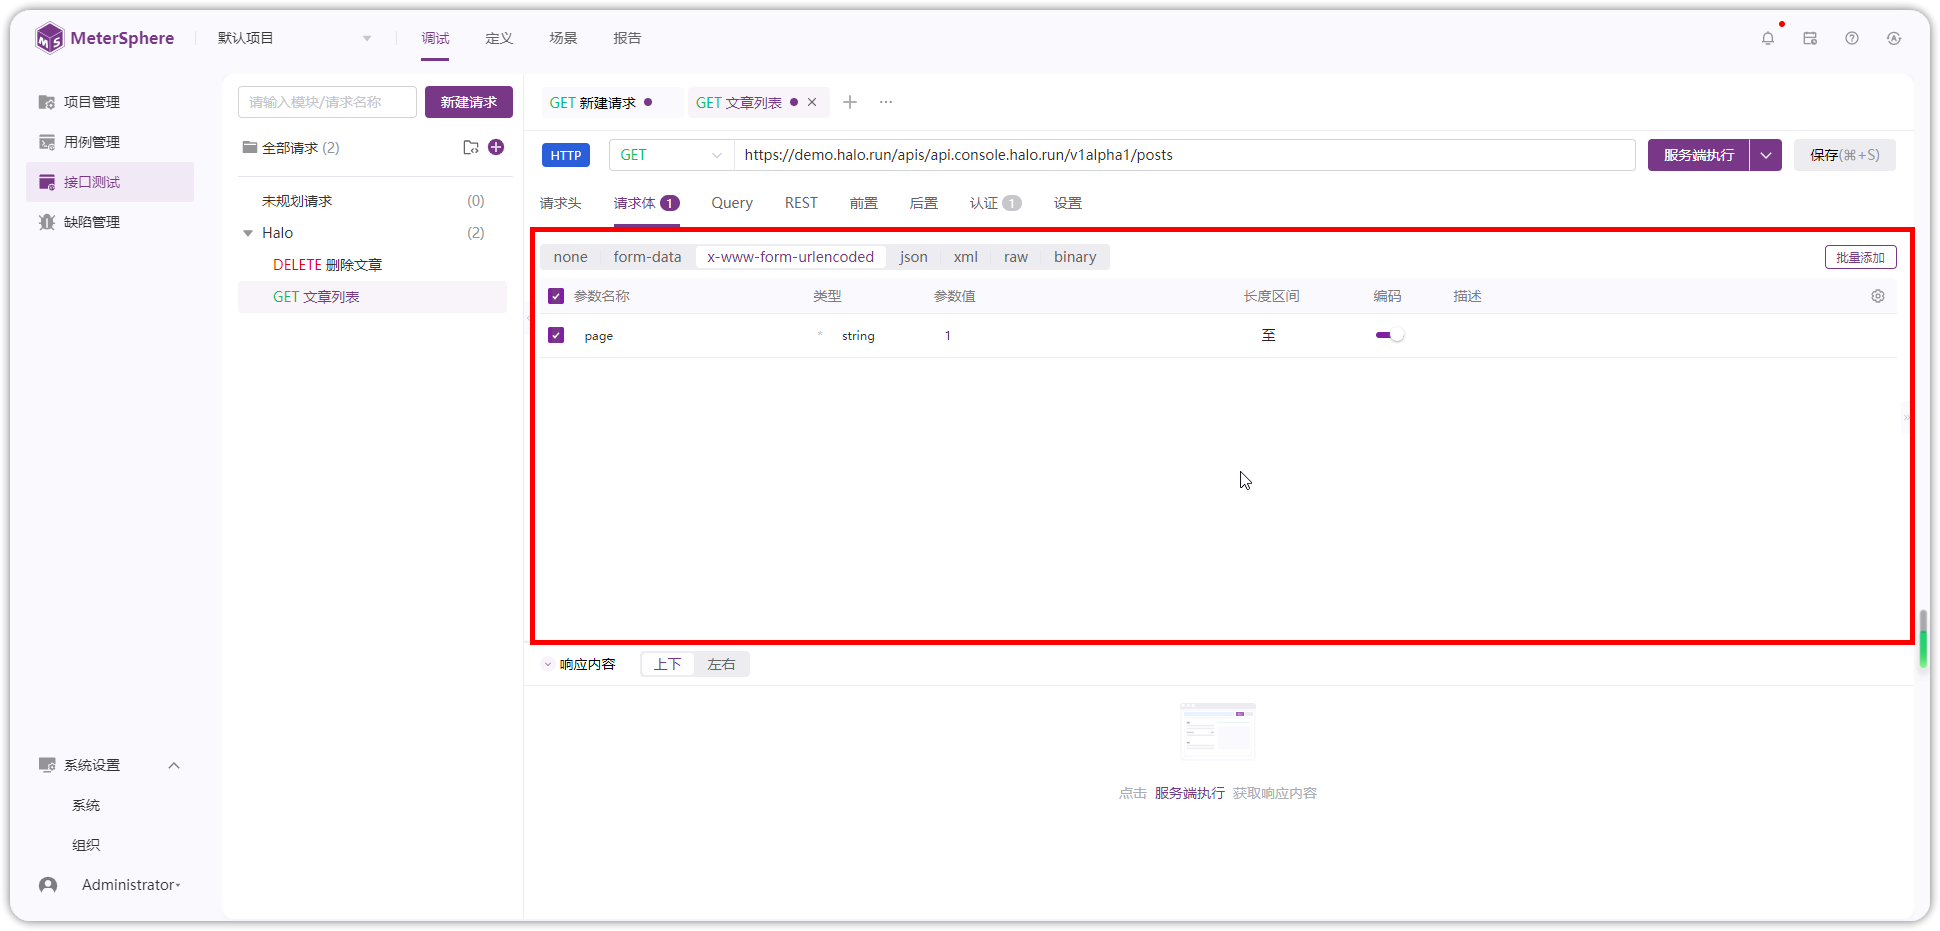 MeterSphere
默认项目
调试 定义 场景 报告
项目管理
用例管理
接口测试
缺陷管理
系统设置
系统
组织
Administrator
请输入模块/请求名称 新建请求
全部请求 (2)
未规划请求 (0)
Halo (2)
DELETE 删除文章
GET 文章列表
GET 新建请求 GET 文章列表
HTTP GET https://demo.halo.run/apis/api.console.halo.run/v1alpha1/posts 服务端执行 保存(⌘+S)
请求头 请求体 1 Query REST 前置 后置 认证 1 设置
none form-data x-www-form-urlencoded json xml raw binary 批量添加
参数名称 类型 参数值 长度区间 编码 描述
page * string 1 至
响应内容 上下 左右
点击 服务端执行 获取响应内容